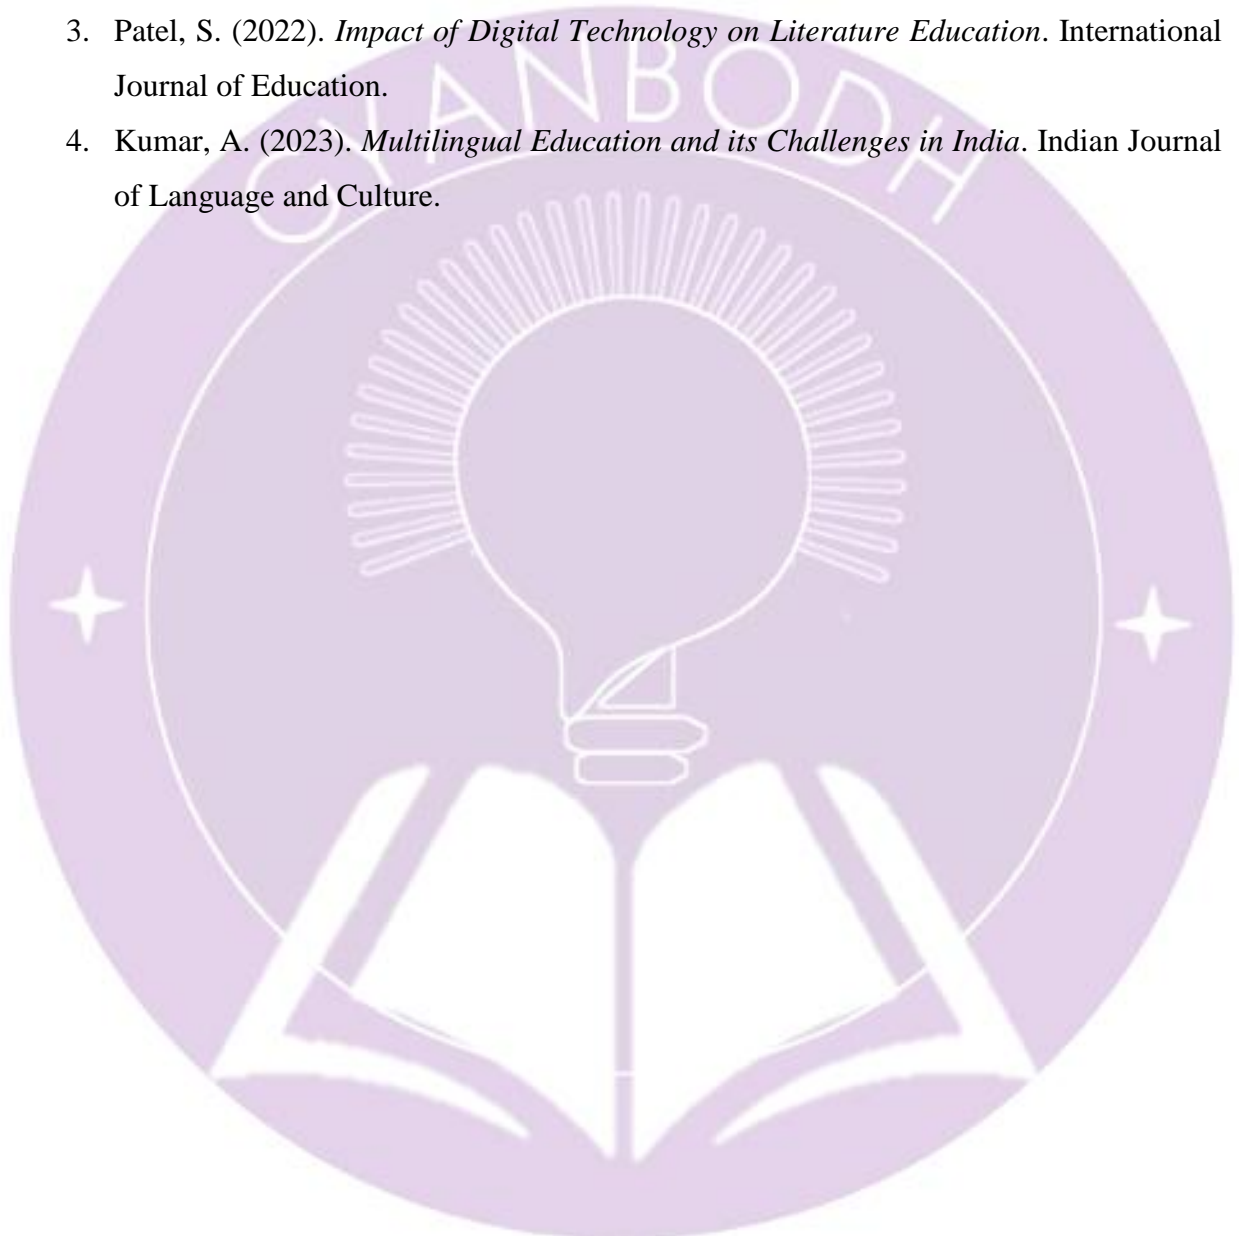 3. Patel, S. (2022). Impact of Digital Technology on Literature Education. International
Journal of Education.
4. Kumar, A. (2023). Multilingual Education and its Challenges in India. Indian Journal
of Language and Culture.
GYANBODH